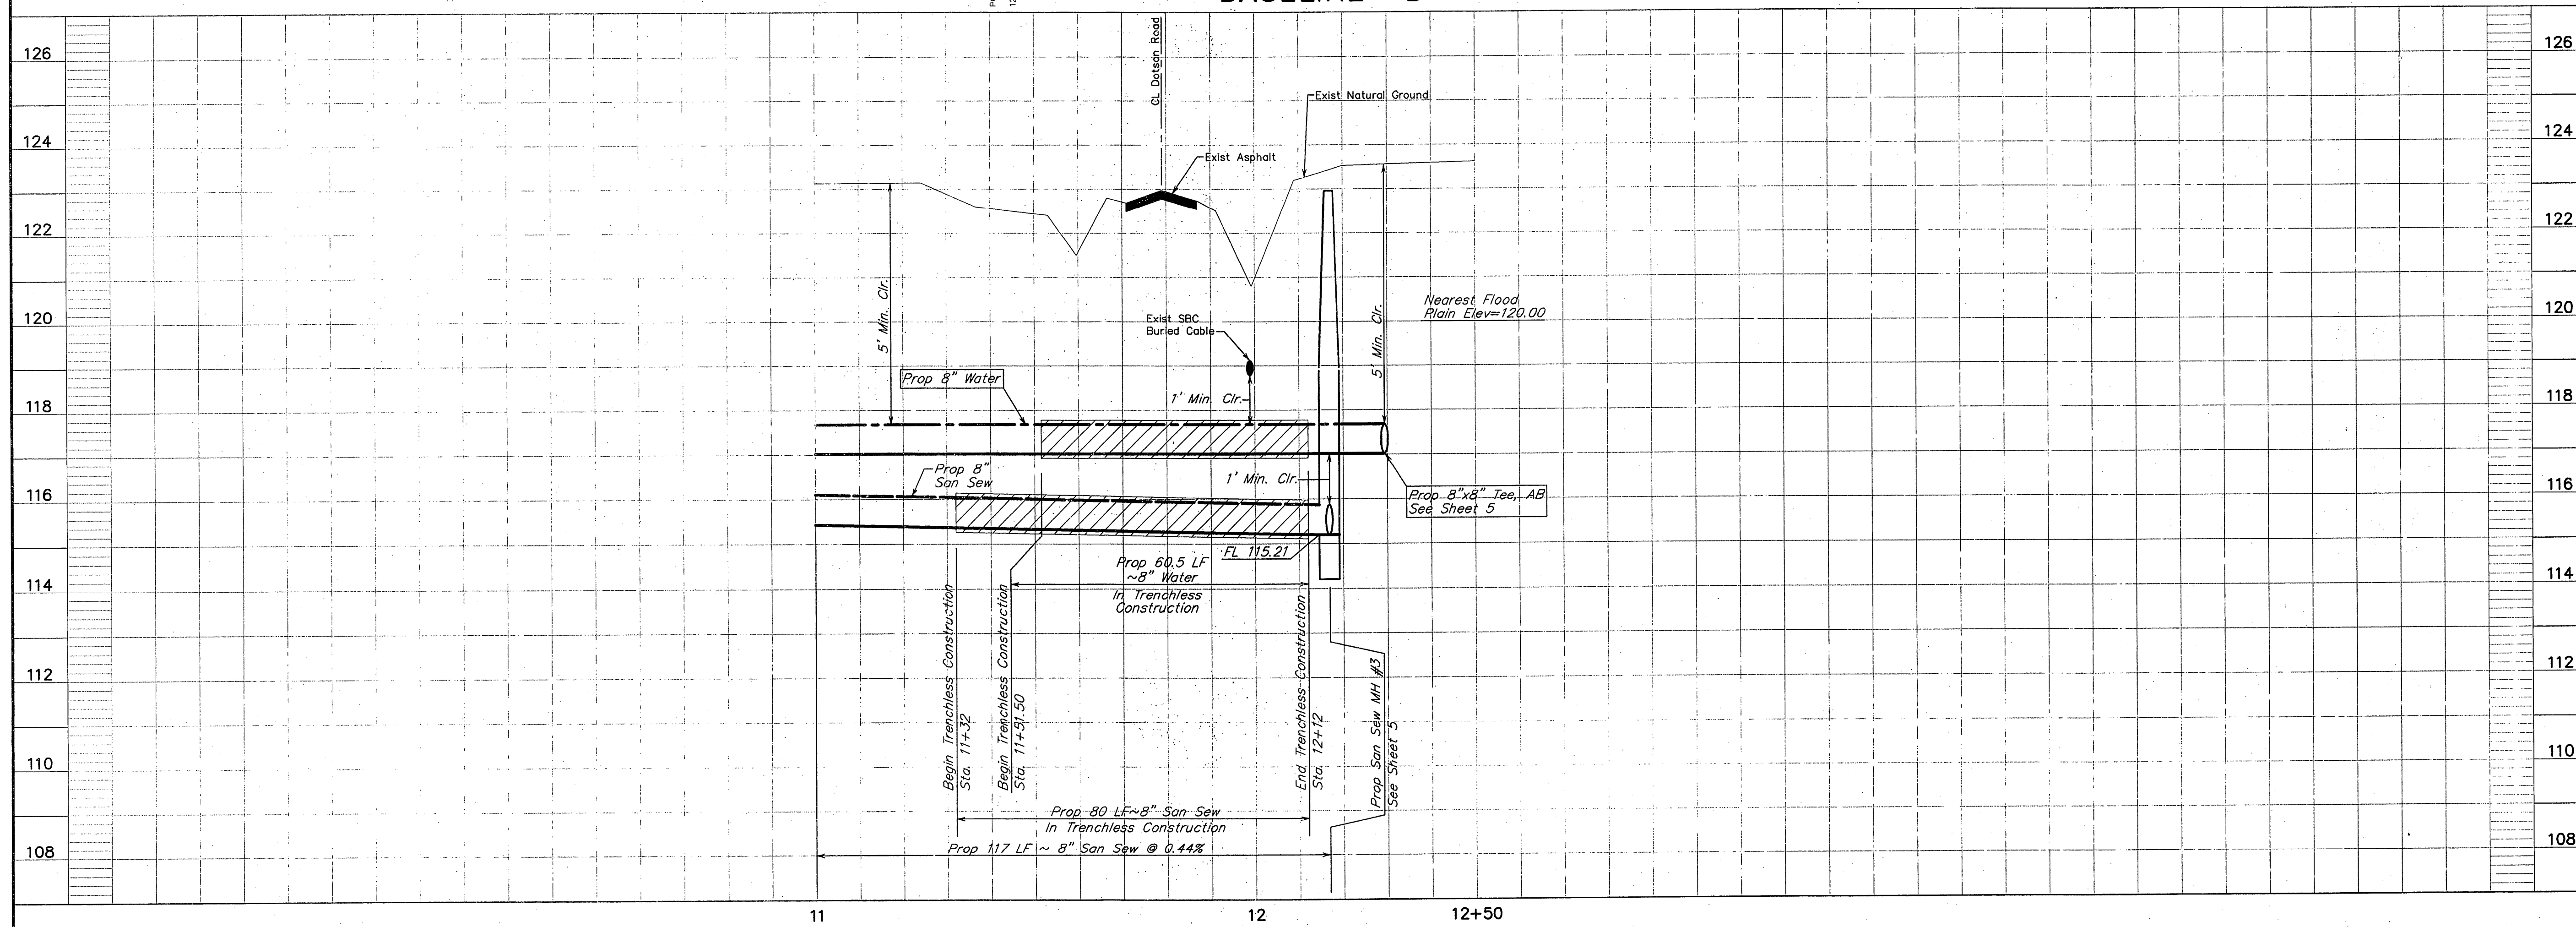 126
124
122
120
118
116
114
112
110
108
126
124
122
120
118
116
114
112
110
108
CL Dotson Road
Exist Natural Ground
Exist Asphalt
5' Min. Clr.
Exist SBC
Buried Cable
Nearest Flood
Plain Elev=120.00
5' Min. Clr.
Prop 8" Water
1' Min. Clr.
Prop 8"
San Sew
1' Min. Clr.
Prop 8"x8" Tee, AB
See Sheet 5
FL 115.21
Prop 60.5 LF
~8" Water
In Trenchless
Construction
Begin Trenchless Construction
Sta. 11+32
Begin Trenchless Construction
Sta. 11+51.50
End Trenchless Construction
Sta. 12+12
Prop San Sew MH #3
See Sheet 5
Prop 80 LF~8" San Sew
In Trenchless Construction
Prop 117 LF ~ 8" San Sew @ 0.44%
11
12
12+50